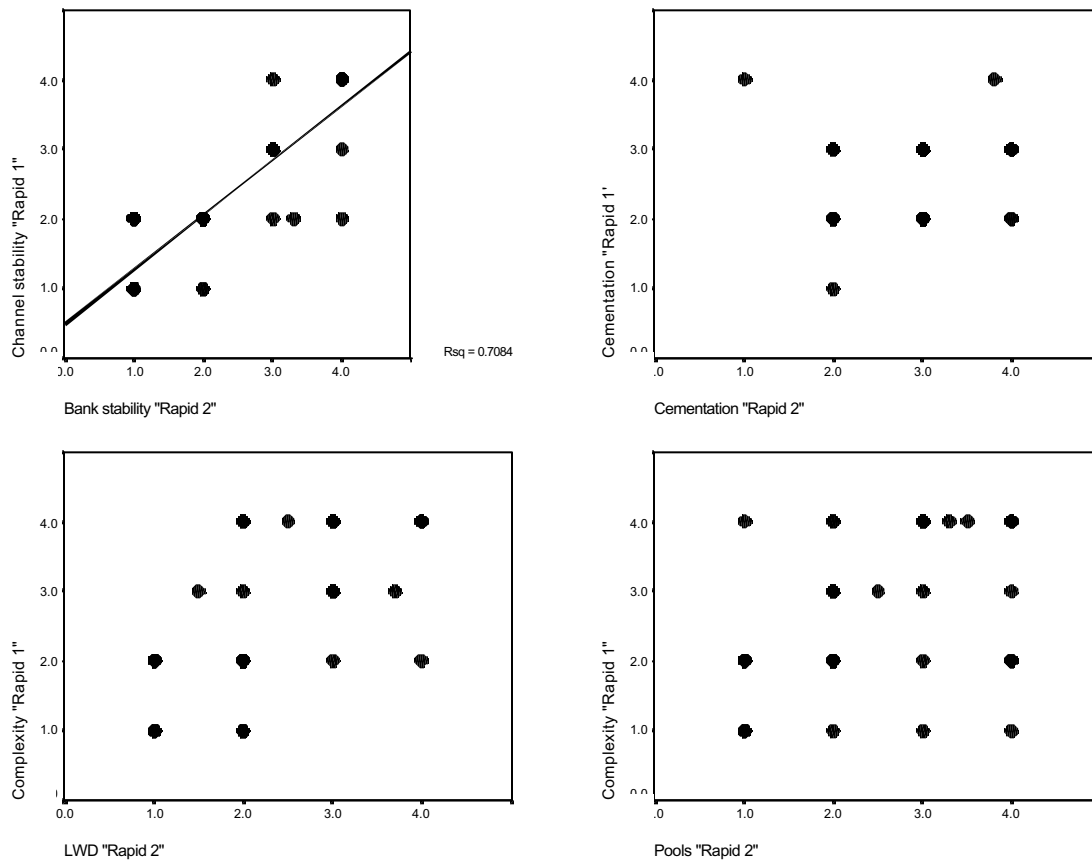 Channel stability "Rapid 1"
4.0
3.0
2.0
1.0
0.0
0.0 1.0 2.0 3.0 4.0
Rsq = 0.7084
Bank stability "Rapid 2"
Cementation "Rapid 1'
4.0
3.0
2.0
1.0
0.0
.0 1.0 2.0 3.0 4.0
Cementation "Rapid 2"
Complexity "Rapid 1"
4.0
3.0
2.0
1.0
0.0 1.0 2.0 3.0 4.0
LWD "Rapid 2"
Complexity "Rapid 1"
4.0
3.0
2.0
1.0
0.0
.0 1.0 2.0 3.0 4.0
Pools "Rapid 2"